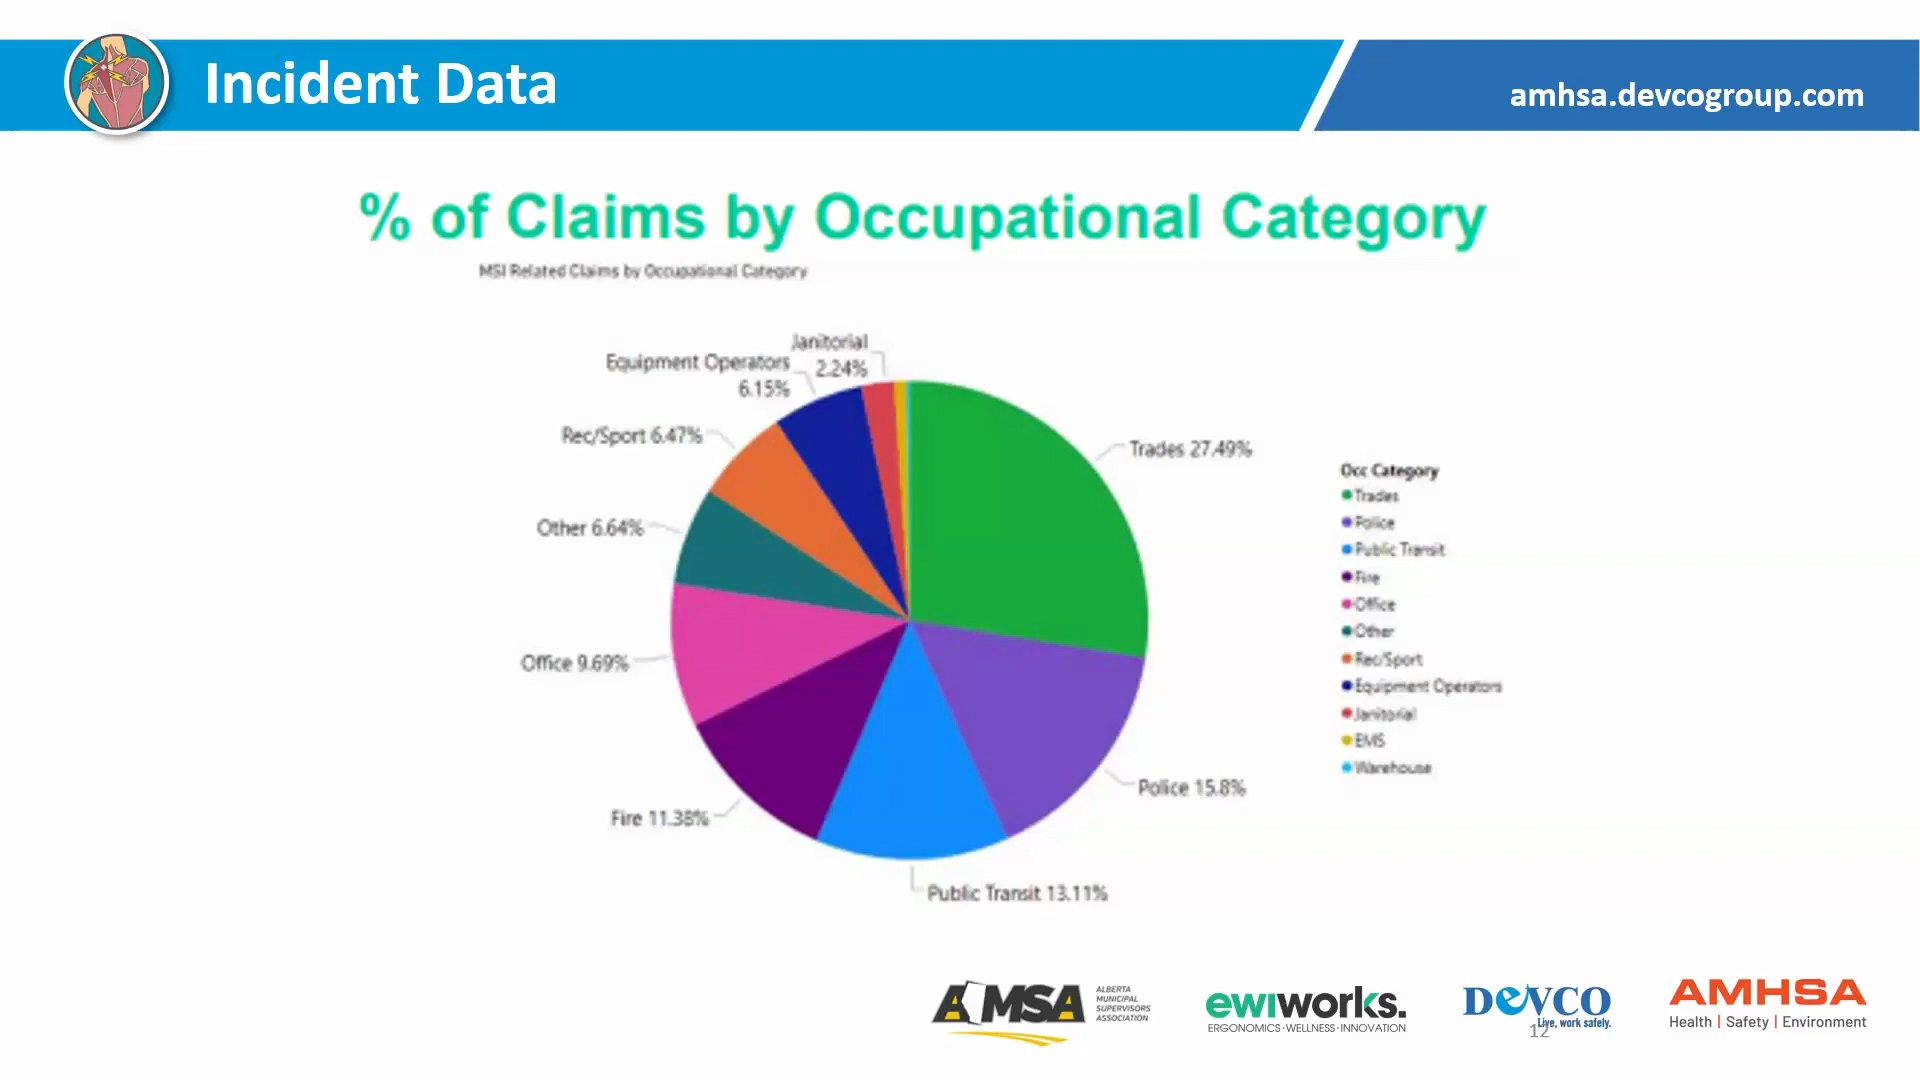 Incident Data
amhsa.devcogroup.com
% of Claims by Occupational Category
MSI Related Claims by Occupational Category
Janitorial
2.24%
Equipment Operators
6.15%
Rec/Sport 6.47%
Trades 27.49%
Other 6.64%
Office 9.69%
Fire 11.38%
Police 15.8%
Public Transit 13.11%
Occ Category
Trades
Police
Public Transit
Fire
Office
Other
Rec/Sport
Equipment Operators
Janitorial
EMS
Warehouse
AMSA
ALBERTA
MUNICIPAL
SUPERVISORS
ASSOCIATION
ewiworks.
ERGONOMICS·WELLNESS·INNOVATION
DevCO
Live, work safely.
12
AMHSA
Health | Safety | Environment